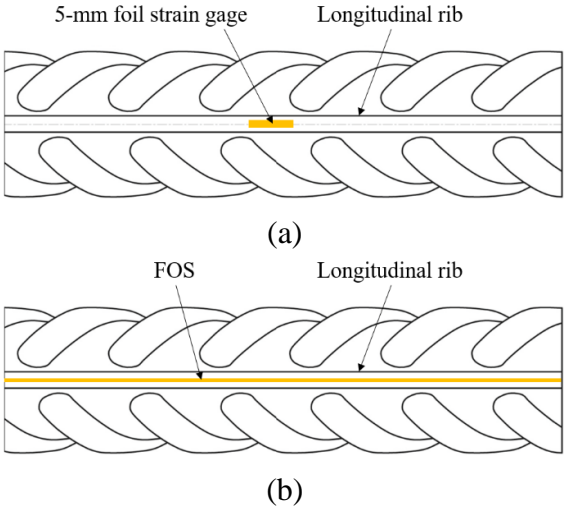 5-mm foil strain gage Longitudinal rib
(a)
FOS Longitudinal rib
(b)